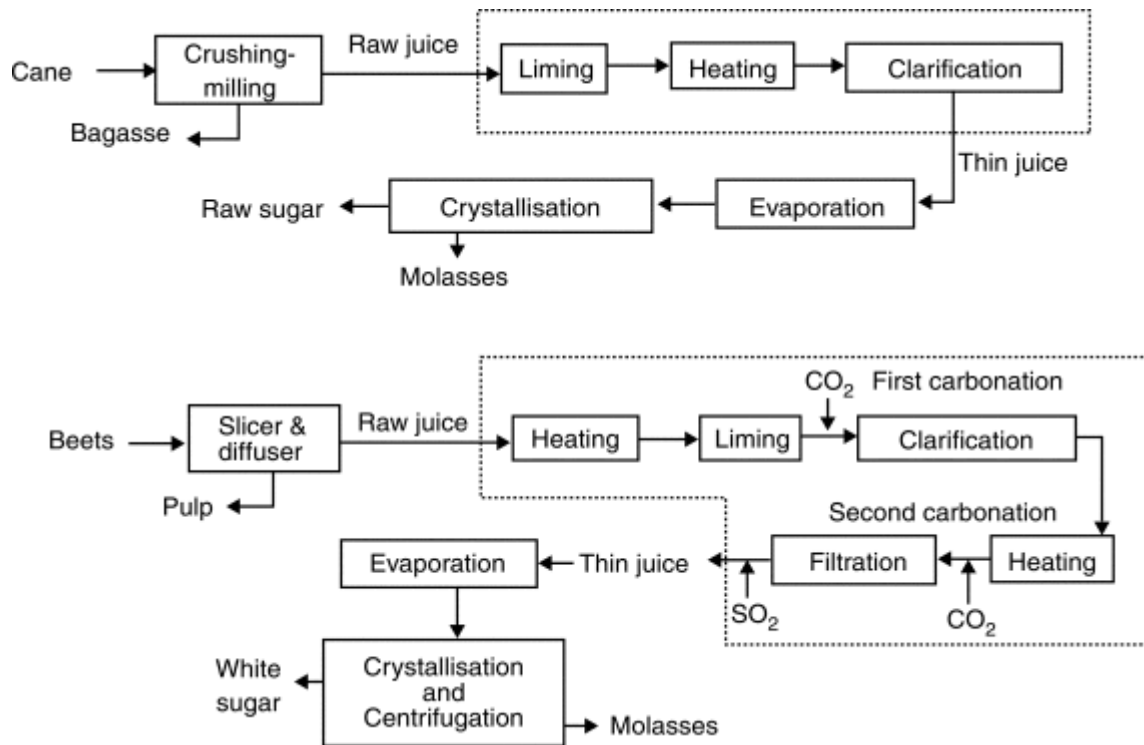 Cane
Crushing-
milling
Raw juice
Liming
Heating
Clarification
Bagasse
Thin juice
Raw sugar
Crystallisation
Evaporation
Molasses
CO₂ First carbonation
Beets
Slicer &
diffuser
Raw juice
Heating
Liming
Clarification
Pulp
Second carbonation
Evaporation
Thin juice
Filtration
Heating
SO₂
CO₂
White
sugar
Crystallisation
and
Centrifugation
Molasses